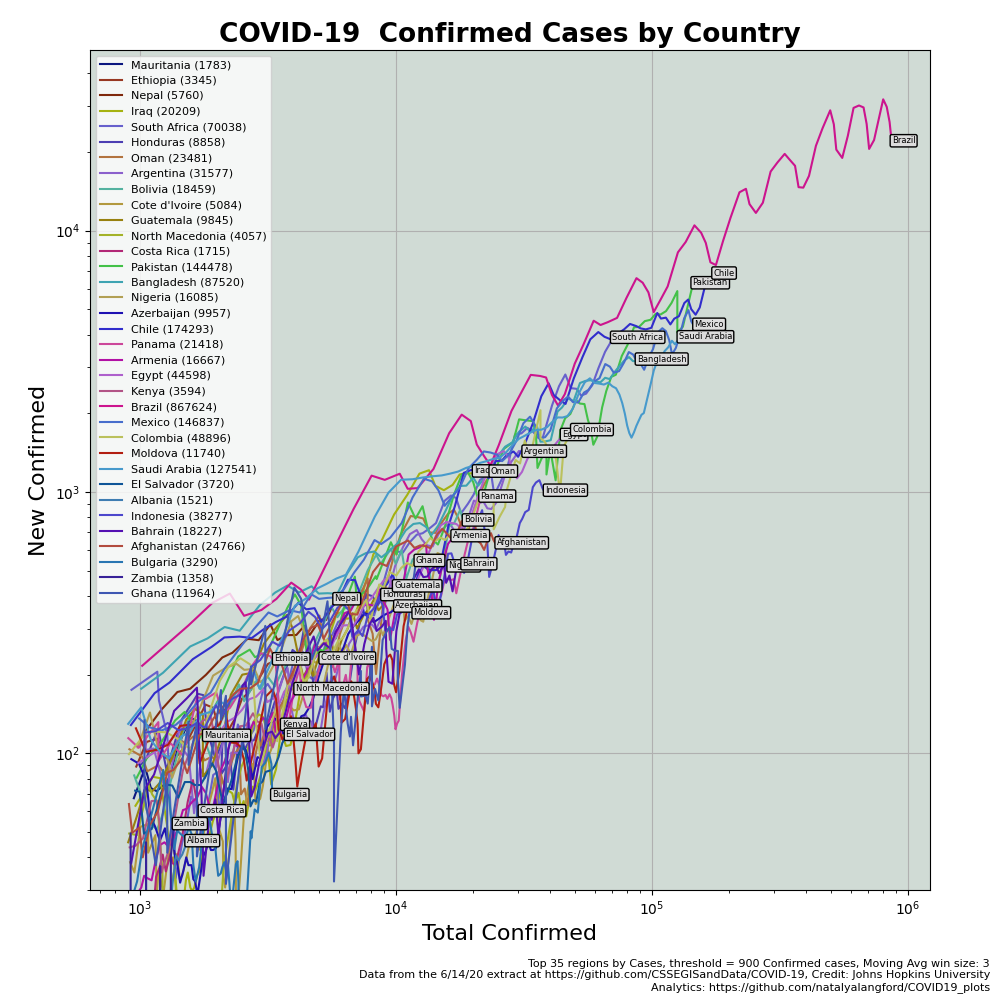 COVID-19  Confirmed Cases by Country
Mauritania (1783)
Ethiopia (3345)
Nepal (5760)
Iraq (20209)
South Africa (70038)
Honduras (8858)
Oman (23481)
Argentina (31577)
Bolivia (18459)
Cote d'Ivoire (5084)
Guatemala (9845)
North Macedonia (4057)
Costa Rica (1715)
Pakistan (144478)
Bangladesh (87520)
Nigeria (16085)
Azerbaijan (9957)
Chile (174293)
Panama (21418)
Armenia (16667)
Egypt (44598)
Kenya (3594)
Brazil (867624)
Mexico (146837)
Colombia (48896)
Moldova (11740)
Saudi Arabia (127541)
El Salvador (3720)
Albania (1521)
Indonesia (38277)
Bahrain (18227)
Afghanistan (24766)
Bulgaria (3290)
Zambia (1358)
Ghana (11964)
Brazil
Chile
Pakistan
Mexico
South Africa
Saudi Arabia
Bangladesh
Colombia
Argentina
Iraq
Oman
Indonesia
Panama
Bolivia
Armenia
Afghanistan
Ghana
Bahrain
Guatemala
Honduras
Nepal
Azerbaijan
Moldova
Ethiopia
Cote d'Ivoire
North Macedonia
Kenya
El Salvador
Mauritania
Bulgaria
Costa Rica
Zambia
Albania
10⁴
10³
10²
New Confirmed
10³ 10⁴ 10⁵ 10⁶
Total Confirmed
Top 35 regions by Cases, threshold = 900 Confirmed cases, Moving Avg win size: 3
Data from the 6/14/20 extract at https://github.com/CSSEGISandData/COVID-19, Credit: Johns Hopkins University
Analytics: https://github.com/natalyalangford/COVID19_plots